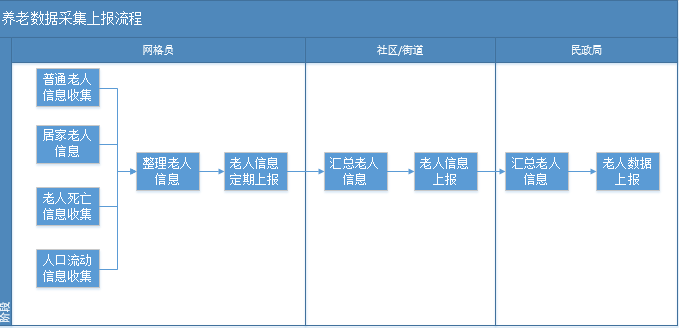 养老数据采集上报流程
网格员
社区/街道
民政局
普通老人
信息收集
居家老人
信息
老人死亡
信息收集
人口流动
信息收集
整理老人
信息
老人信息
定期上报
汇总老人
信息
老人信息
上报
汇总老人
信息
老人数据
上报
阶段